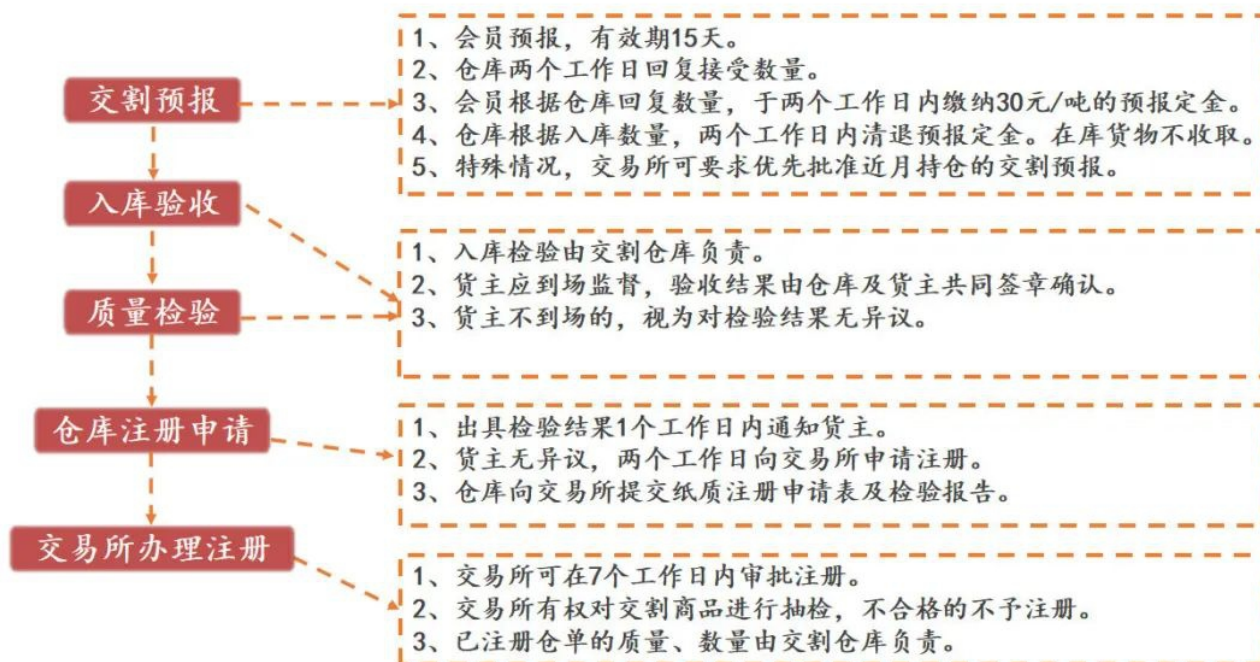 交割预报
1、会员预报，有效期15天。
2、仓库两个工作日回复接受数量。
3、会员根据仓库回复数量，于两个工作日内缴纳30元/吨的预报定金。
4、仓库根据入库数量，两个工作日内清退预报定金。在库货物不收取。
5、特殊情况，交易所可要求优先批准近月持仓的交割预报。
入库验收
质量检验
1、入库检验由交割仓库负责。
2、货主应到场监督，验收结果由仓库及货主共同签章确认。
3、货主不到场的，视为对检验结果无异议。
仓库注册申请
1、出具检验结果1个工作日内通知货主。
2、货主无异议，两个工作日向交易所申请注册。
3、仓库向交易所提交纸质注册申请表及检验报告。
交易所办理注册
1、交易所可在7个工作日内审批注册。
2、交易所有权对交割商品进行抽检，不合格的不予注册。
3、已注册仓单的质量、数量由交割仓库负责。